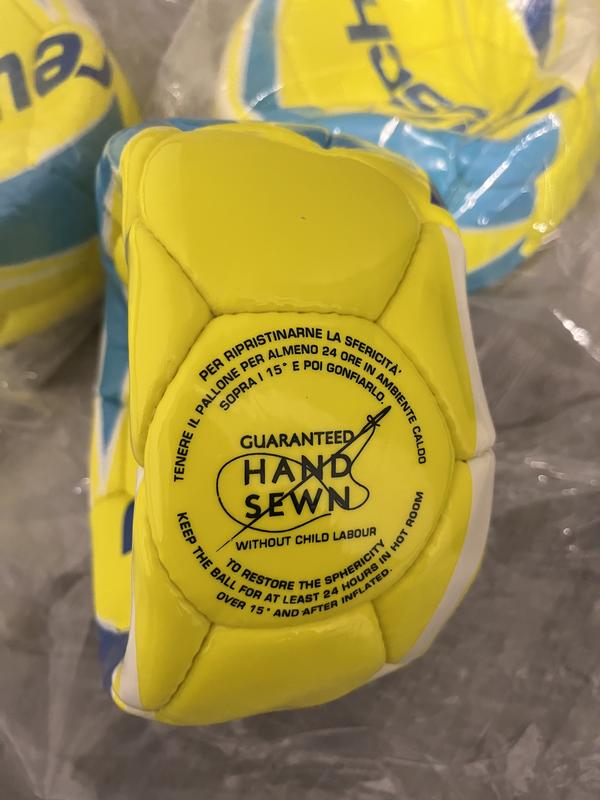 PER RIPRISTINARNE LA SFERICITA'
TENERE IL PALLONE PER ALMENO 24 ORE IN AMBIENTE CALDO
SOPRA I 15° E POI GONFIARLO.
GUARANTEED
HAND
SEWN
WITHOUT CHILD LABOUR
TO RESTORE THE SPHERICITY
KEEP THE BALL FOR AT LEAST 24 HOURS IN HOT ROOM
OVER 15° AND AFTER INFLATED.